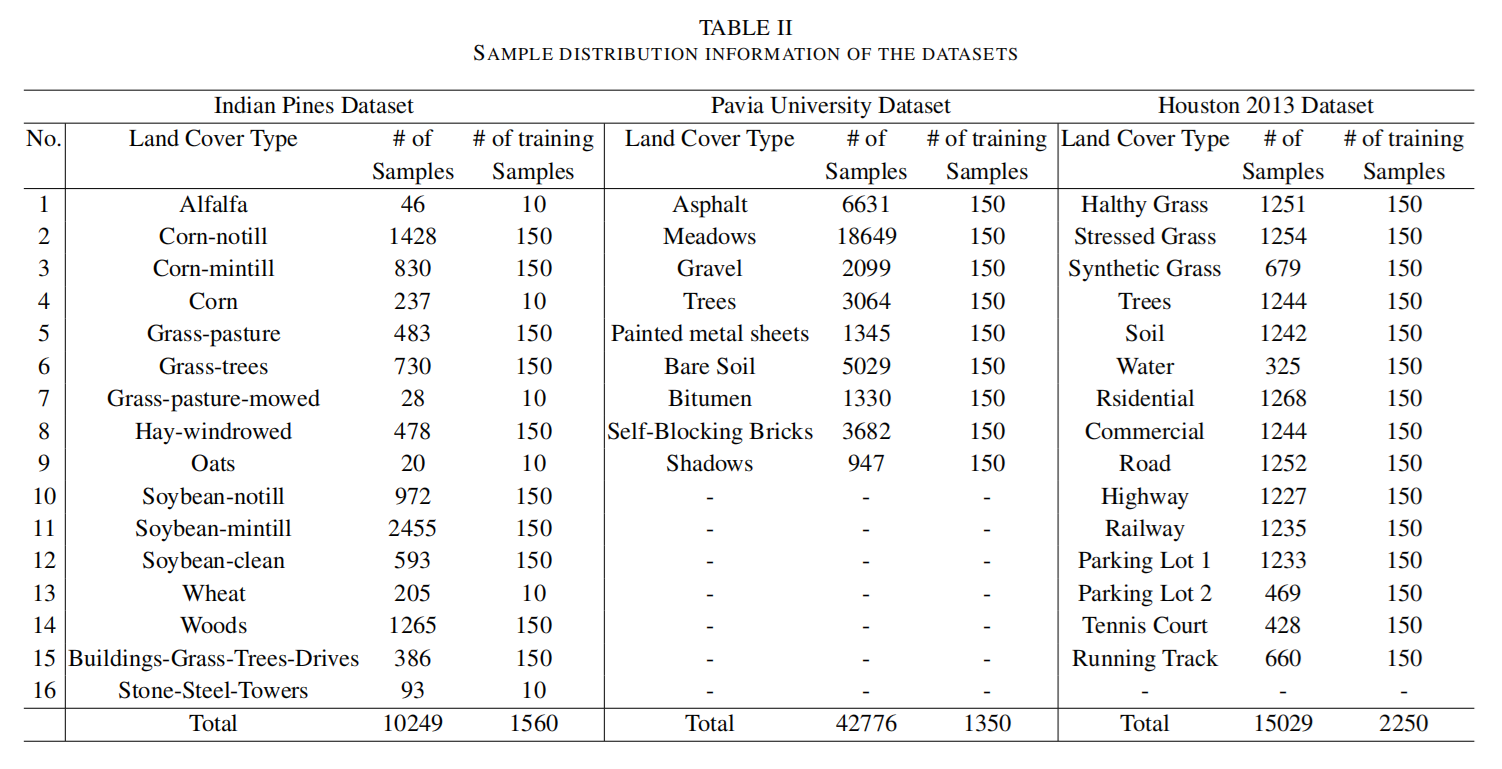 TABLE II
SAMPLE DISTRIBUTION INFORMATION OF THE DATASETS
Indian Pines Dataset Pavia University Dataset Houston 2013 Dataset
No. Land Cover Type # of # of training Land Cover Type # of # of training Land Cover Type # of # of training
Samples Samples Samples Samples Samples Samples
1 Alfalfa 46 10 Asphalt 6631 150 Halthy Grass 1251 150
2 Corn-notill 1428 150 Meadows 18649 150 Stressed Grass 1254 150
3 Corn-mintill 830 150 Gravel 2099 150 Synthetic Grass 679 150
4 Corn 237 10 Trees 3064 150 Trees 1244 150
5 Grass-pasture 483 150 Painted metal sheets 1345 150 Soil 1242 150
6 Grass-trees 730 150 Bare Soil 5029 150 Water 325 150
7 Grass-pasture-mowed 28 10 Bitumen 1330 150 Rsidential 1268 150
8 Hay-windrowed 478 150 Self-Blocking Bricks 3682 150 Commercial 1244 150
9 Oats 20 10 Shadows 947 150 Road 1252 150
10 Soybean-notill 972 150 - - - Highway 1227 150
11 Soybean-mintill 2455 150 - - - Railway 1235 150
12 Soybean-clean 593 150 - - - Parking Lot 1 1233 150
13 Wheat 205 10 - - - Parking Lot 2 469 150
14 Woods 1265 150 - - - Tennis Court 428 150
15 Buildings-Grass-Trees-Drives 386 150 - - - Running Track 660 150
16 Stone-Steel-Towers 93 10 - - - - - -
Total 10249 1560 Total 42776 1350 Total 15029 2250